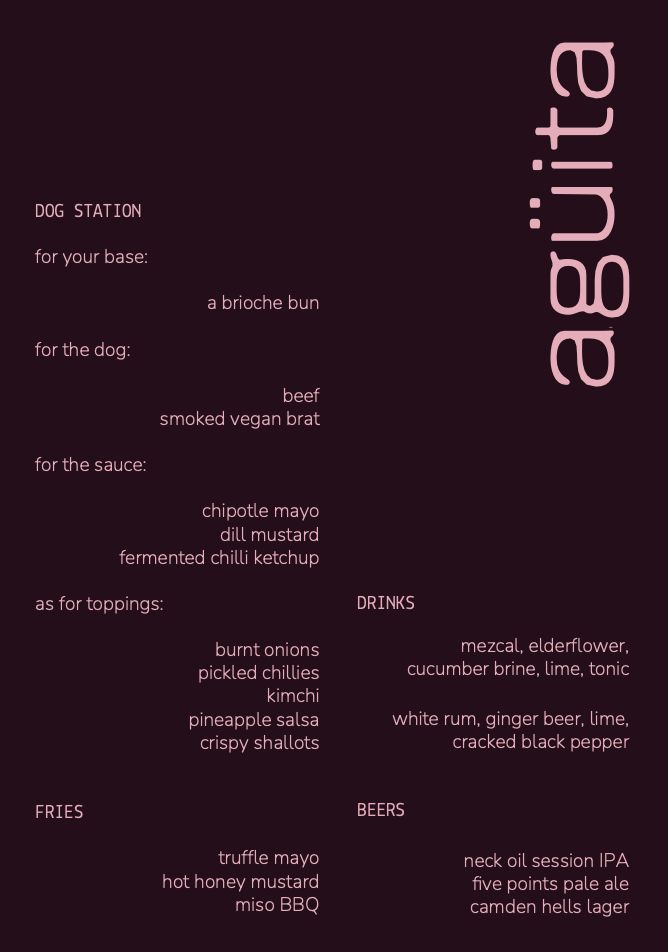 agüita
DOG STATION
for your base:
a brioche bun
for the dog:
beef
smoked vegan brat
for the sauce:
chipotle mayo
dill mustard
fermented chilli ketchup
as for toppings:
burnt onions
pickled chillies
kimchi
pineapple salsa
crispy shallots
FRIES
truffle mayo
hot honey mustard
miso BBQ
DRINKS
mezcal, elderflower,
cucumber brine, lime, tonic
white rum, ginger beer, lime,
cracked black pepper
BEERS
neck oil session IPA
five points pale ale
camden hells lager